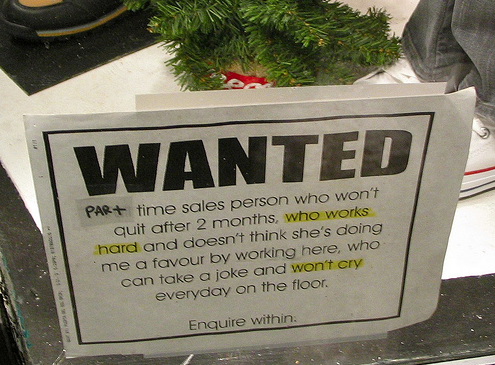 WANTED
PART time sales person who won't
quit after 2 months, who works
hard and doesn't think she's doing
me a favour by working here, who
can take a joke and won't cry
everyday on the floor.
Enquire within.